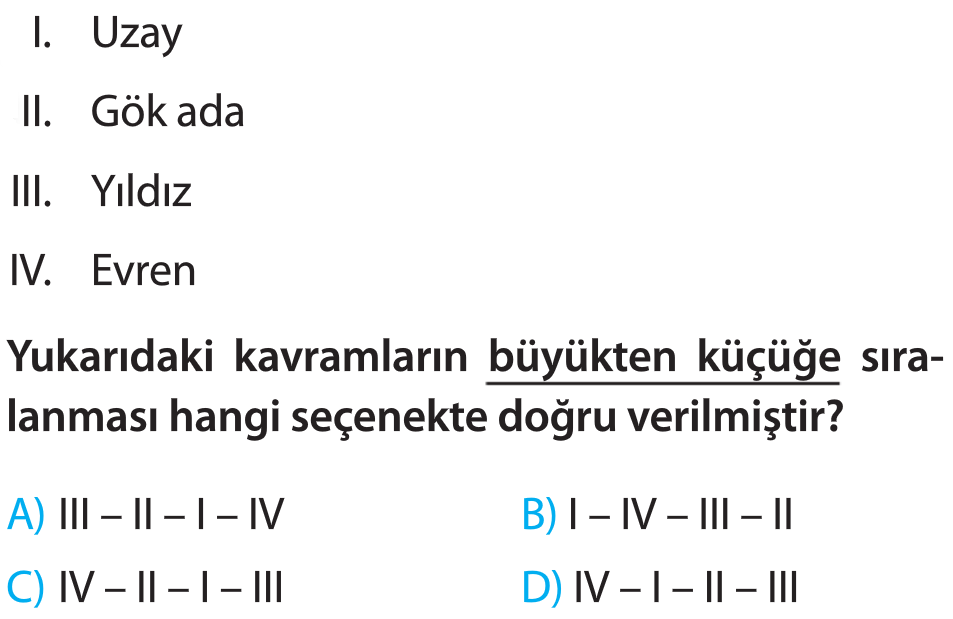 I. Uzay
II. Gök ada
III. Yıldız
IV. Evren
Yukarıdaki kavramların büyükten küçüğe sıra-
lanması hangi seçenekte doğru verilmiştir?
A) III – II – I – IV B) I – IV – III – II
C) IV – II – I – III D) IV – I – II – III